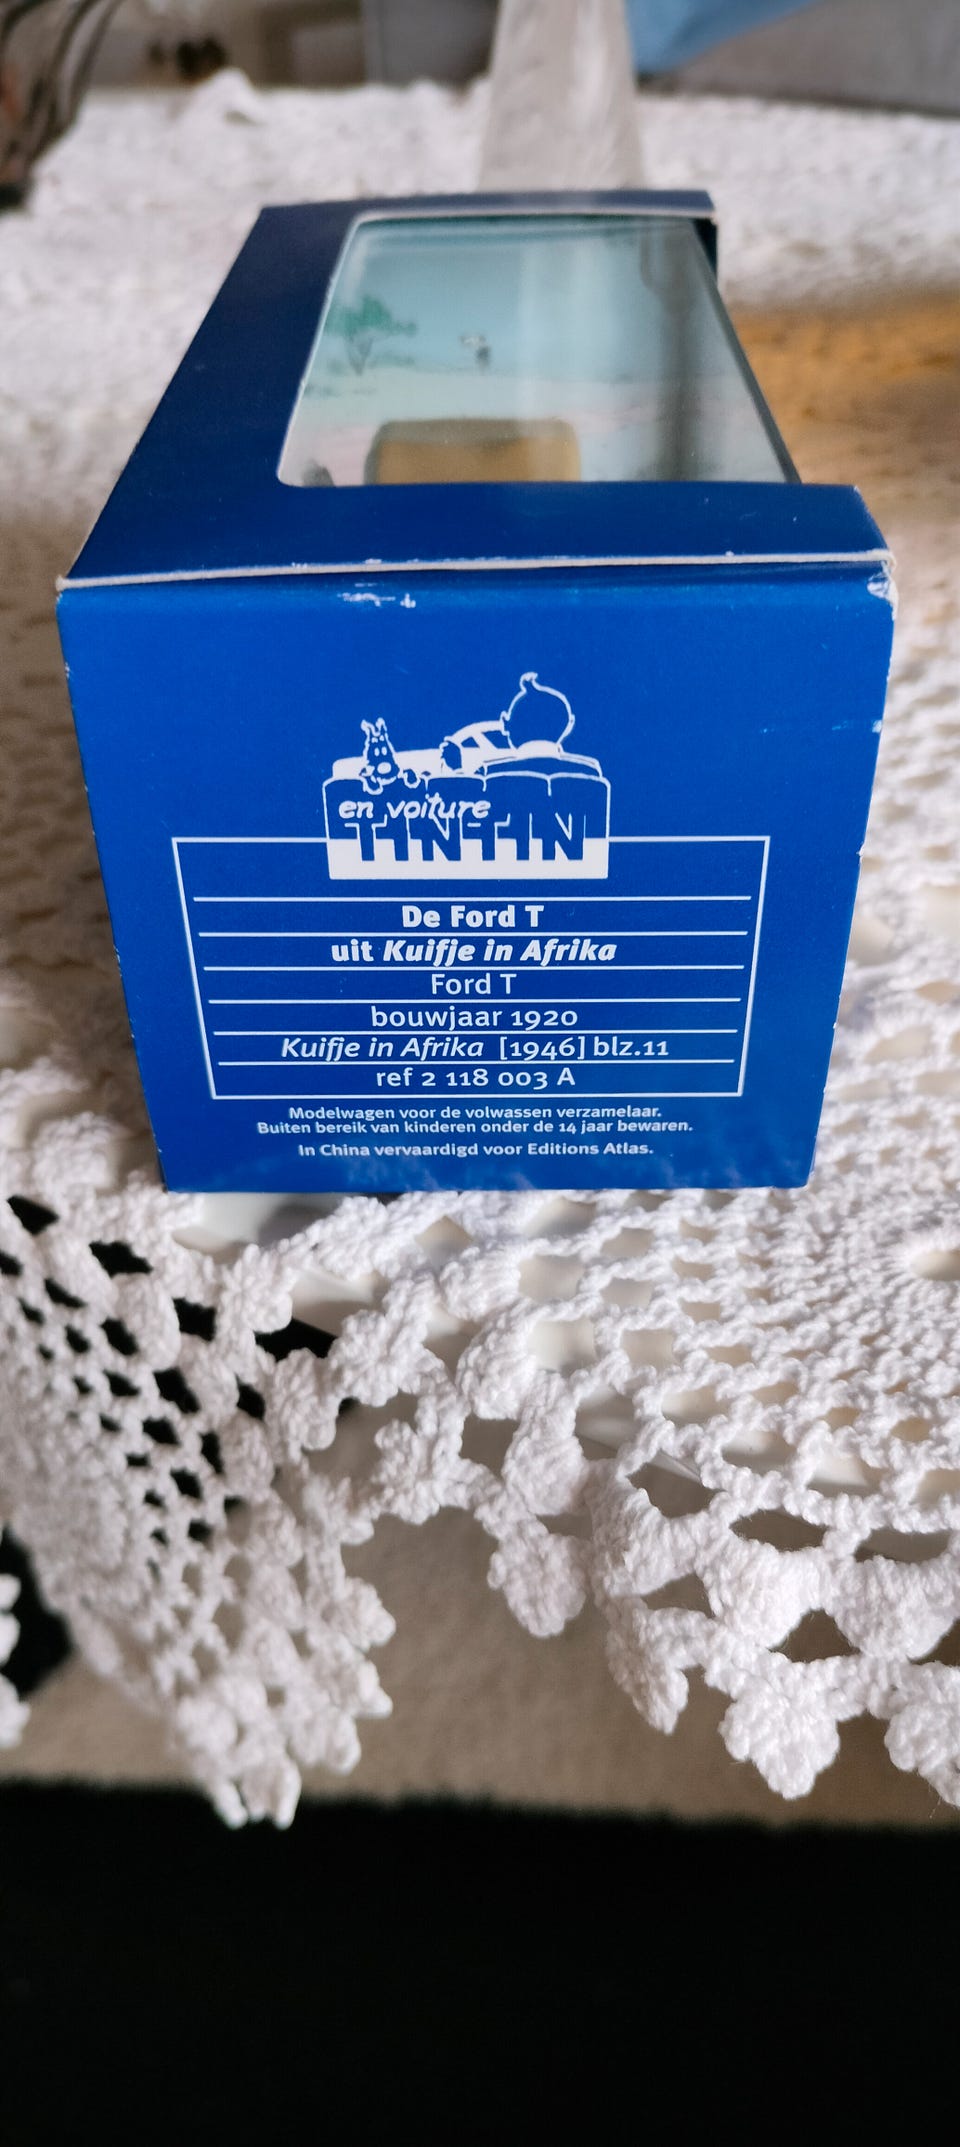 en voiture
TINTIN
De Ford T
uit Kuifje in Afrika
Ford T
bouwjaar 1920
Kuifje in Afrika [1946] blz.11
ref 2 118 003 A
Modelwagen voor de volwassen verzamelaar.
Buiten bereik van kinderen onder de 14 jaar bewaren.
In China vervaardigd voor Editions Atlas.